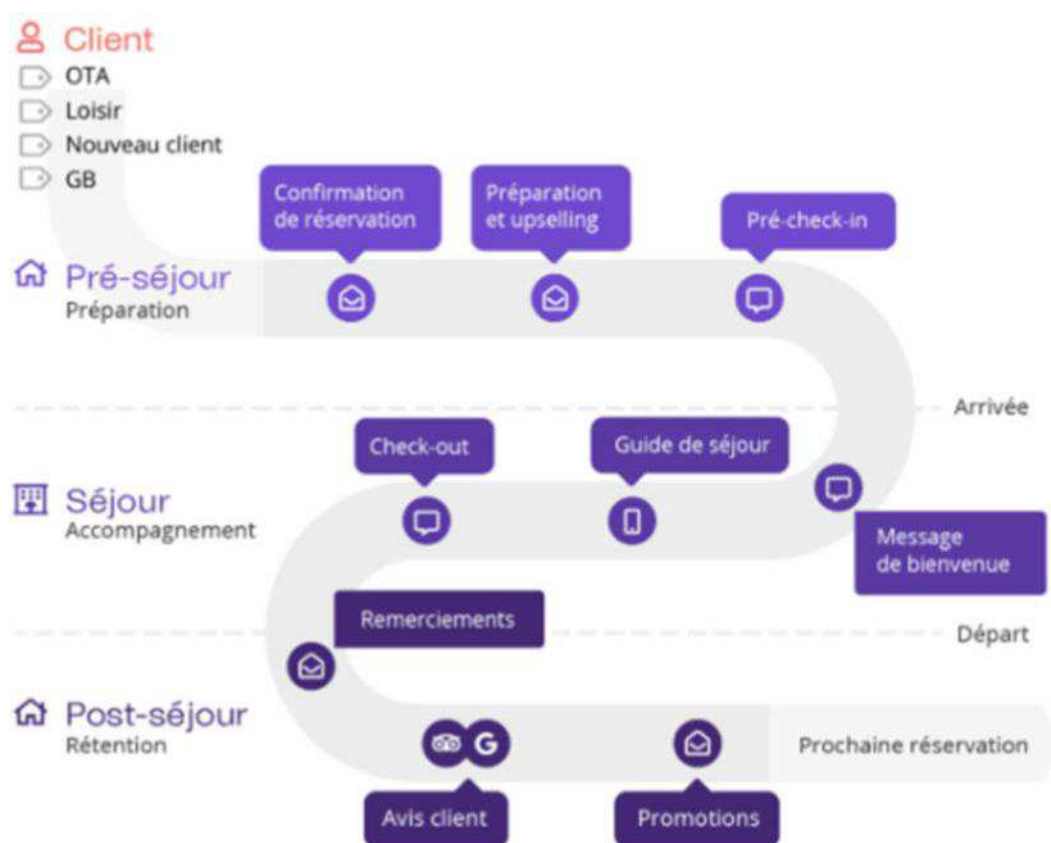 Client
OTA
Loisir
Nouveau client
GB
Confirmation
de réservation
Préparation
et upselling
Pré-check-in
Pré-séjour
Préparation
Arrivée
Check-out
Guide de séjour
Séjour
Accompagnement
Message
de bienvenue
Remerciements
Départ
Post-séjour
Rétention
G
Prochaine réservation
Avis client
Promotions